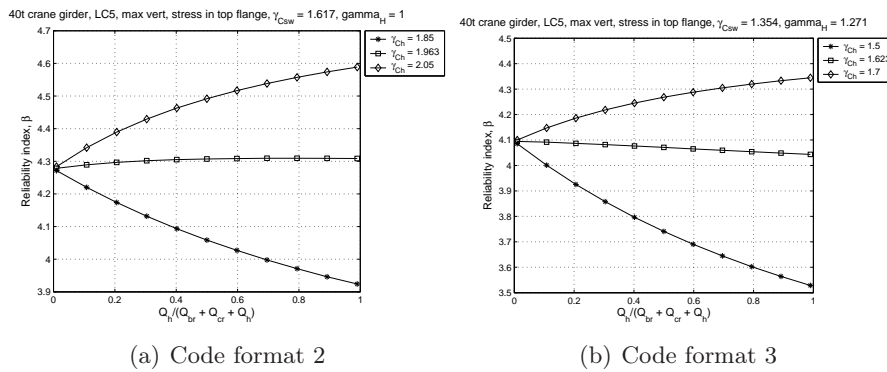 40t crane girder, LC5, max vert, stress in top flange, γCsw = 1.617, gammaH = 1
4.7
4.6
4.5
4.4
4.3
4.2
4.1
4
3.9
Reliability index, β
0
0.2
0.4
0.6
0.8
1
Qh/(Qbr + Qcr + Qh)
γCh = 1.85
γCh = 1.963
γCh = 2.05
(a) Code format 2
40t crane girder, LC5, max vert, stress in top flange, γCsw = 1.354, gammaH = 1.271
4.5
4.4
4.3
4.2
4.1
4
3.9
3.8
3.7
3.6
3.5
Reliability index, β
0
0.2
0.4
0.6
0.8
1
Qh/(Qbr + Qcr + Qh)
γCh = 1.5
γCh = 1.623
γCh = 1.7
(b) Code format 3